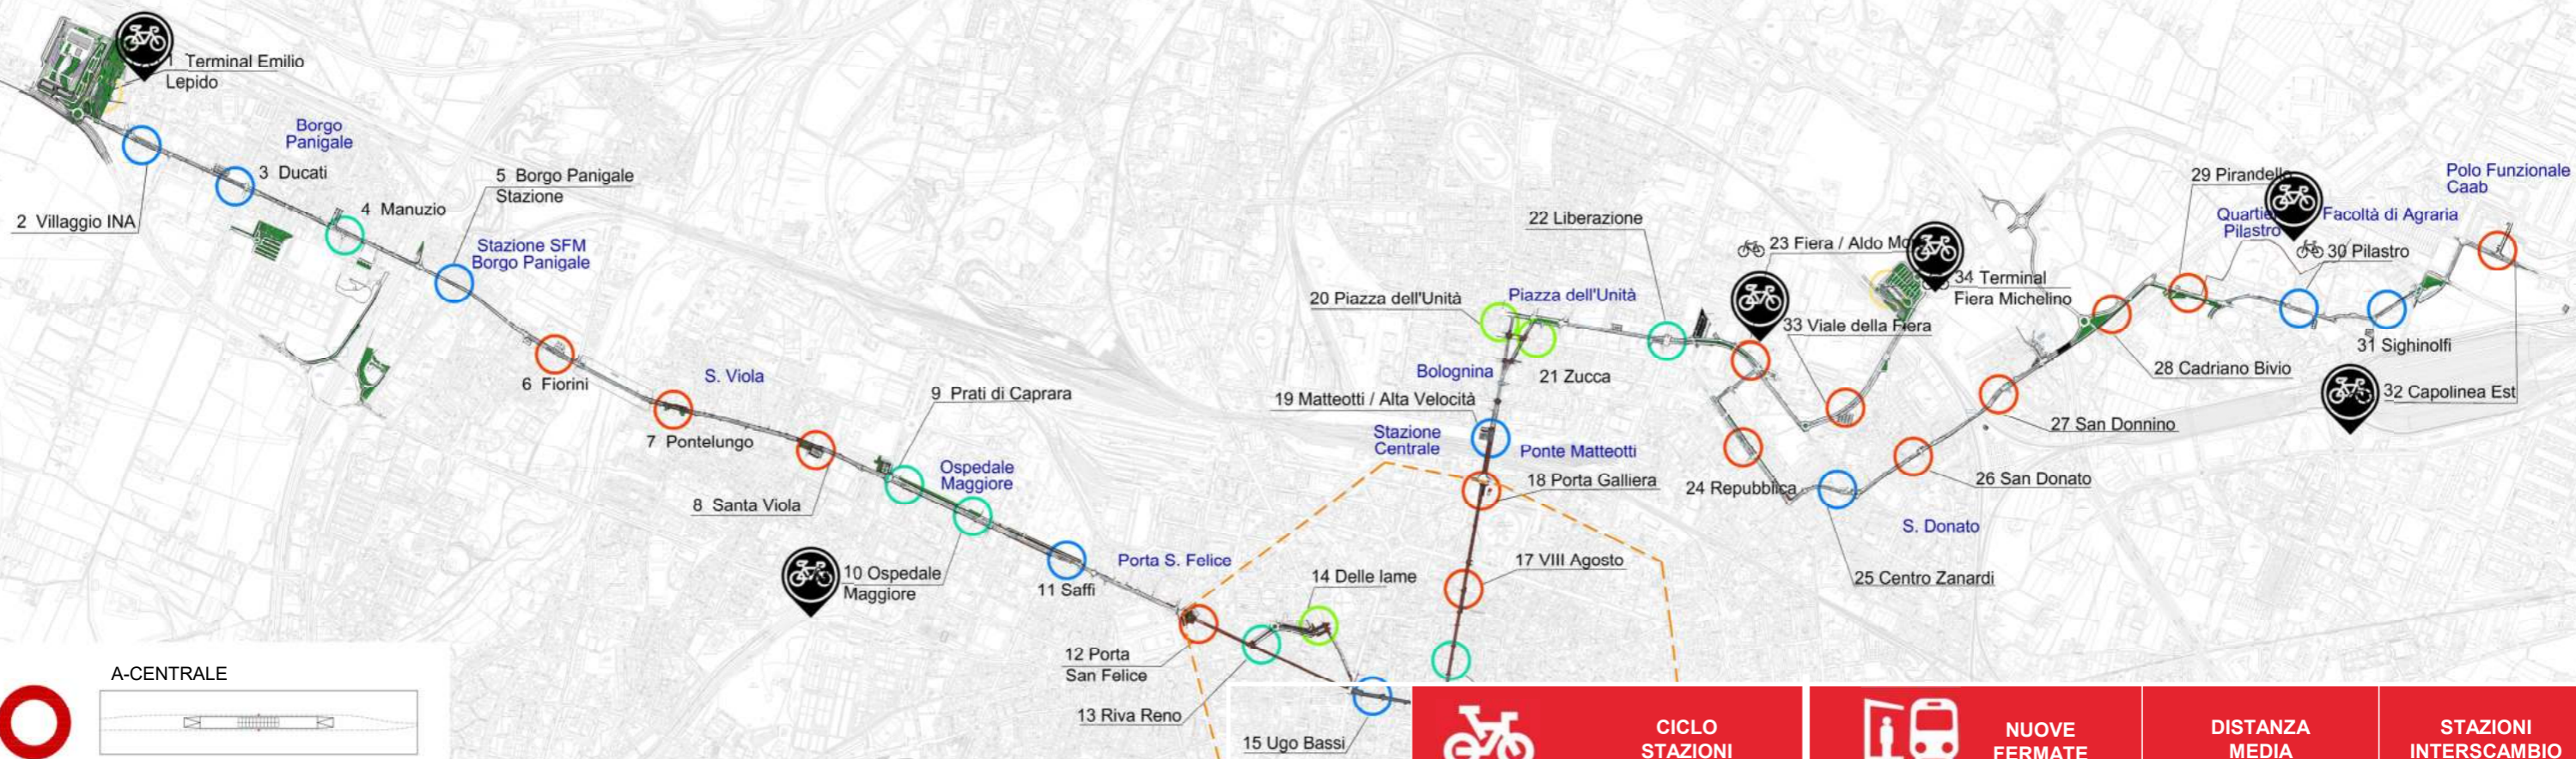 1 Terminal Emilio
Lepido
Borgo
Panigale
2 Villaggio INA
3 Ducati
4 Manuzio
5 Borgo Panigale
Stazione
Stazione SFM
Borgo Panigale
6 Fiorini
7 Pontelungo
S. Viola
8 Santa Viola
9 Prati di Caprara
Ospedale
Maggiore
10 Ospedale
Maggiore
11 Saffi
Porta S. Felice
12 Porta
San Felice
13 Riva Reno
14 Delle lame
15 Ugo Bassi
17 VIII Agosto
18 Porta Galliera
Ponte Matteotti
Stazione
Centrale
19 Matteotti / Alta Velocità
Bolognina
20 Piazza dell'Unità
Piazza dell'Unità
21 Zucca
22 Liberazione
23 Fiera / Aldo
34 Terminal
Fiera Michelino
33 Viale della Fiera
24 Repubblica
25 Centro Zanardi
S. Donato
26 San Donato
27 San Donnino
28 Cadriano Bivio
29 Pirandello
Quartiere
Pilastro
Facoltà di Agraria
30 Pilastro
31 Sighinolfi
Polo Funzionale
Caab
32 Capolinea Est
A-CENTRALE
CICLO
STAZIONI
NUOVE
FERMATE
DISTANZA
MEDIA
STAZIONI
INTERSCAMBIO